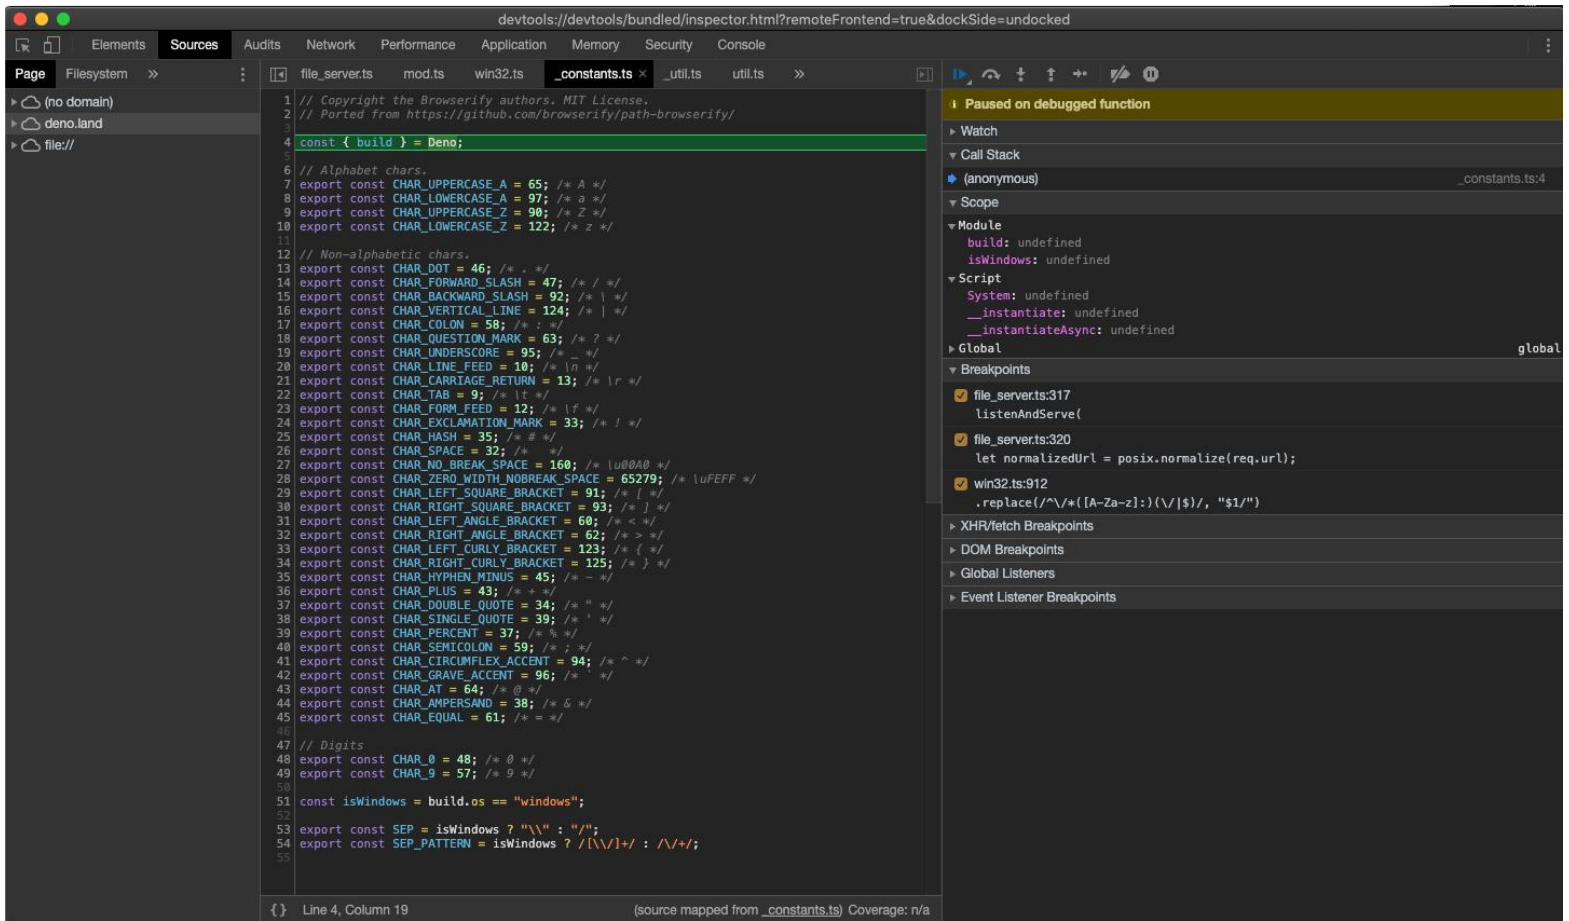 devtools://devtools/bundled/inspector.html?remoteFrontend=true&dockSide=undocked
Elements Sources Audits Network Performance Application Memory Security Console
Page Filesystem »
file_server.ts mod.ts win32.ts _constants.ts × _util.ts util.ts »
(no domain)
deno.land
file://
1 // Copyright the Browserify authors. MIT License.
2 // Ported from https://github.com/browserify/path-browserify/
3
4 const { build } = Deno;
5
6 // Alphabet chars.
7 export const CHAR_UPPERCASE_A = 65; /* A */
8 export const CHAR_LOWERCASE_A = 97; /* a */
9 export const CHAR_UPPERCASE_Z = 90; /* Z */
10 export const CHAR_LOWERCASE_Z = 122; /* z */
11
12 // Non-alphabetic chars.
13 export const CHAR_DOT = 46; /* . */
14 export const CHAR_FORWARD_SLASH = 47; /* / */
15 export const CHAR_BACKWARD_SLASH = 92; /* \ */
16 export const CHAR_VERTICAL_LINE = 124; /* | */
17 export const CHAR_COLON = 58; /* : */
18 export const CHAR_QUESTION_MARK = 63; /* ? */
19 export const CHAR_UNDERSCORE = 95; /* _ */
20 export const CHAR_LINE_FEED = 10; /* \n */
21 export const CHAR_CARRIAGE_RETURN = 13; /* \r */
22 export const CHAR_TAB = 9; /* \t */
23 export const CHAR_FORM_FEED = 12; /* \f */
24 export const CHAR_EXCLAMATION_MARK = 33; /* ! */
25 export const CHAR_HASH = 35; /* # */
26 export const CHAR_SPACE = 32; /*   */
27 export const CHAR_NO_BREAK_SPACE = 160; /* \u00A0 */
28 export const CHAR_ZERO_WIDTH_NOBREAK_SPACE = 65279; /* \uFEFF */
29 export const CHAR_LEFT_SQUARE_BRACKET = 91; /* [ */
30 export const CHAR_RIGHT_SQUARE_BRACKET = 93; /* ] */
31 export const CHAR_LEFT_ANGLE_BRACKET = 60; /* < */
32 export const CHAR_RIGHT_ANGLE_BRACKET = 62; /* > */
33 export const CHAR_LEFT_CURLY_BRACKET = 123; /* { */
34 export const CHAR_RIGHT_CURLY_BRACKET = 125; /* } */
35 export const CHAR_HYPHEN_MINUS = 45; /* - */
36 export const CHAR_PLUS = 43; /* + */
37 export const CHAR_DOUBLE_QUOTE = 34; /* " */
38 export const CHAR_SINGLE_QUOTE = 39; /* ' */
39 export const CHAR_PERCENT = 37; /* % */
40 export const CHAR_SEMICOLON = 59; /* ; */
41 export const CHAR_CIRCUMFLEX_ACCENT = 94; /* ^ */
42 export const CHAR_GRAVE_ACCENT = 96; /* ` */
43 export const CHAR_AT = 64; /* @ */
44 export const CHAR_AMPERSAND = 38; /* & */
45 export const CHAR_EQUAL = 61; /* = */
46
47 // Digits
48 export const CHAR_0 = 48; /* 0 */
49 export const CHAR_9 = 57; /* 9 */
50
51 const isWindows = build.os == "windows";
52
53 export const SEP = isWindows ? "\\" : "/";
54 export const SEP_PATTERN = isWindows ? /[\\/]+/ : /\/+/;
55
{} Line 4, Column 19 (source mapped from _constants.ts) Coverage: n/a
Paused on debugged function
Watch
Call Stack
(anonymous) _constants.ts:4
Scope
Module
build: undefined
isWindows: undefined
Script
System: undefined
__instantiate: undefined
__instantiateAsync: undefined
Global global
Breakpoints
file_server.ts:317
listenAndServe(
file_server.ts:320
let normalizedUrl = posix.normalize(req.url);
win32.ts:912
.replace(/^\/*([A-Za-z]:)(\/|$)/, "$1/")
XHR/fetch Breakpoints
DOM Breakpoints
Global Listeners
Event Listener Breakpoints